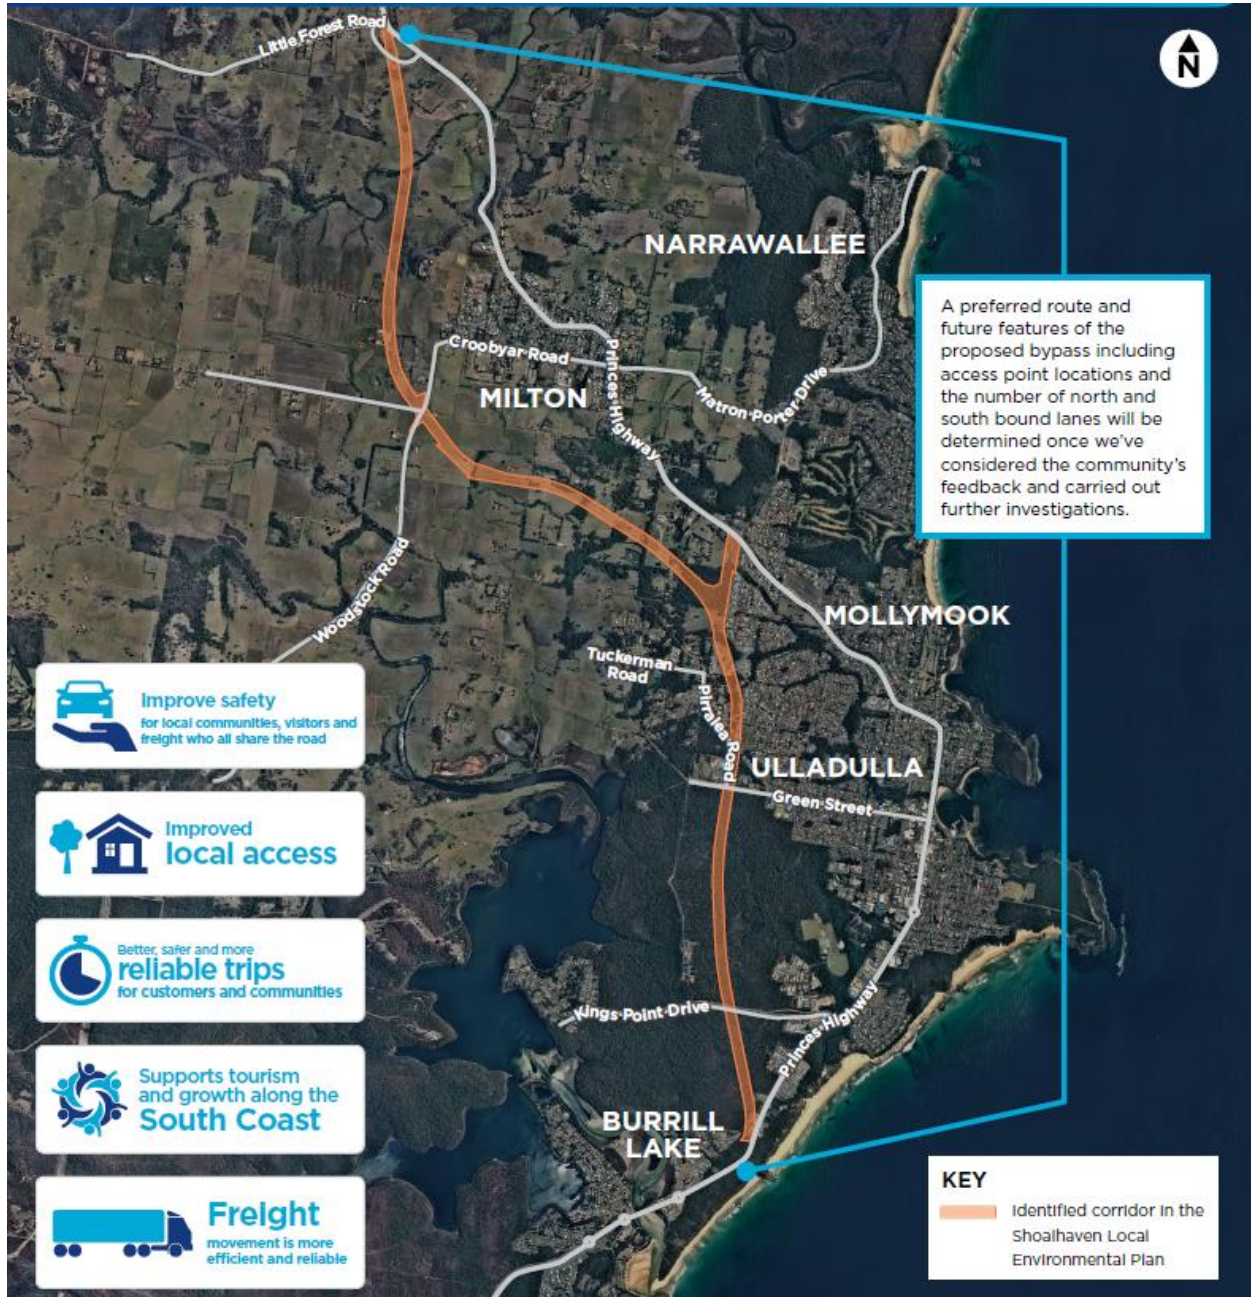 Little Forest Road
N
NARRAWALLEE
A preferred route and
future features of the
proposed bypass including
access point locations and
the number of north and
south bound lanes will be
determined once we've
considered the community's
feedback and carried out
further investigations.
Croobyar Road
Princes Highway
MILTON
Matron Porter Drive
Woodstock Road
MOLLYMOOK
Tuckerman
Road
Pirralea Road
ULLADULLA
Green Street
Kings Point Drive
Princes Highway
BURRILL
LAKE
Improve safety
for local communities, visitors and
freight who all share the road
Improved
local access
Better, safer and more
reliable trips
for customers and communities
Supports tourism
and growth along the
South Coast
Freight
movement is more
efficient and reliable
KEY
Identified corridor in the
Shoalhaven Local
Environmental Plan